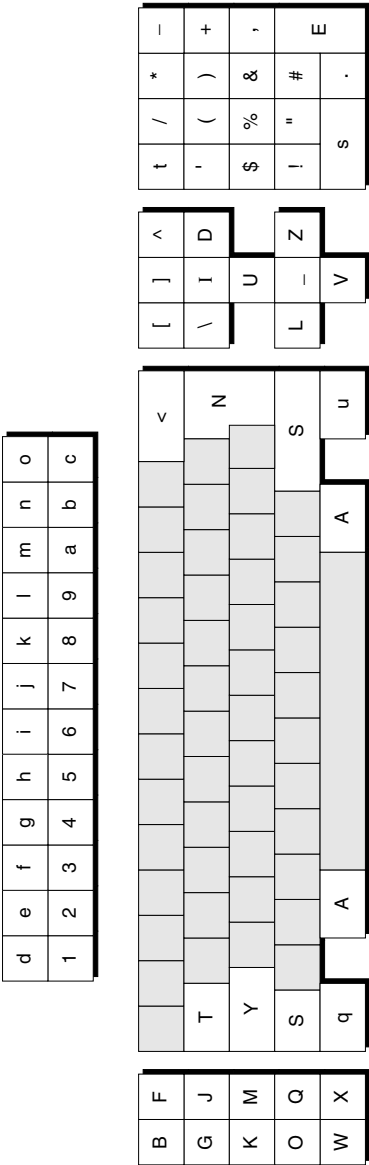 d e f g h i j k l m n o
1 2 3 4 5 6 7 8 9 a b c
B F < [ ] ^ t / * -
G J T N \ I D ' ( ) +
K M Y U $ % & ,
O Q S S L _ Z ! " # E
W X q A A u V s .